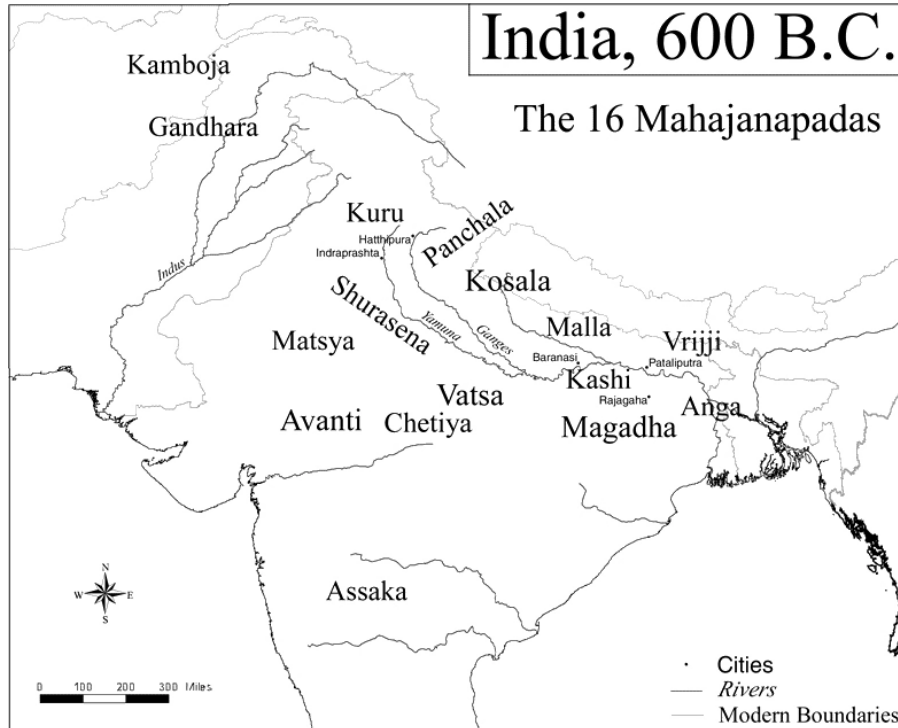 India, 600 B.C.
The 16 Mahajanapadas
Kamboja
Gandhara
Kuru
Panchala
Hatthipura
Indraprashta
Indus
Kosala
Shurasena
Yamuna
Ganges
Malla
Vrijji
Matsya
Baranasi
Pataliputra
Kashi
Vatsa
Rajagaha
Anga
Avanti
Chetiya
Magadha
Assaka
N
W E
S
0 100 200 300 Miles
Cities
Rivers
Modern Boundaries